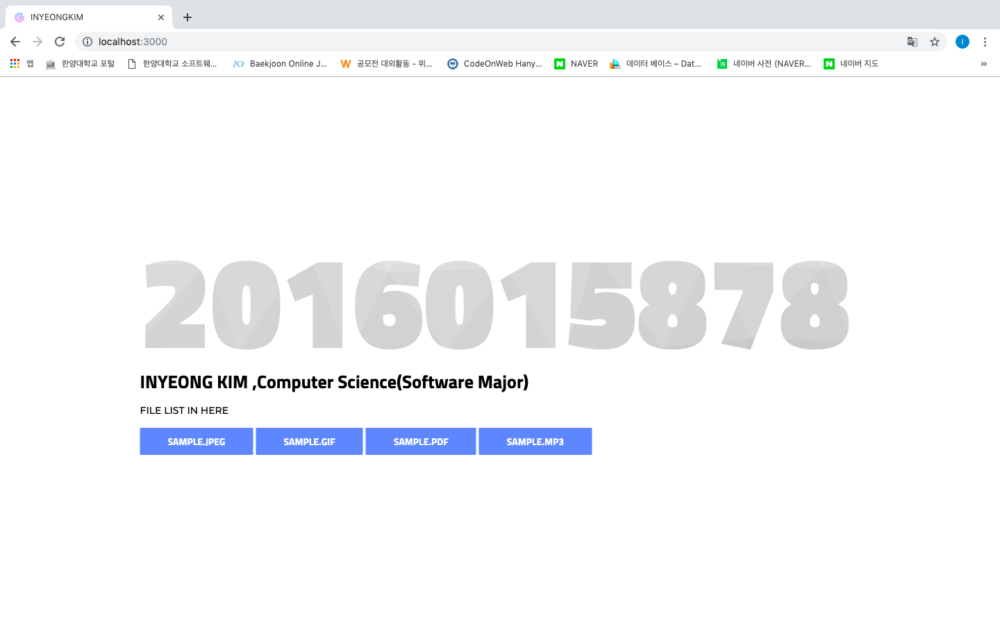 INYEONGKIM
localhost:3000
앱 한양대학교 포털 한양대학교 소프트웨... Baekjoon Online J... 공모전 대외활동 - 위... CodeOnWeb Hany... NAVER 데이터 베이스 – Dat... 네이버 사전 (NAVER... 네이버 지도
2016015878
INYEONG KIM ,Computer Science(Software Major)
FILE LIST IN HERE
SAMPLE.JPEG SAMPLE.GIF SAMPLE.PDF SAMPLE.MP3